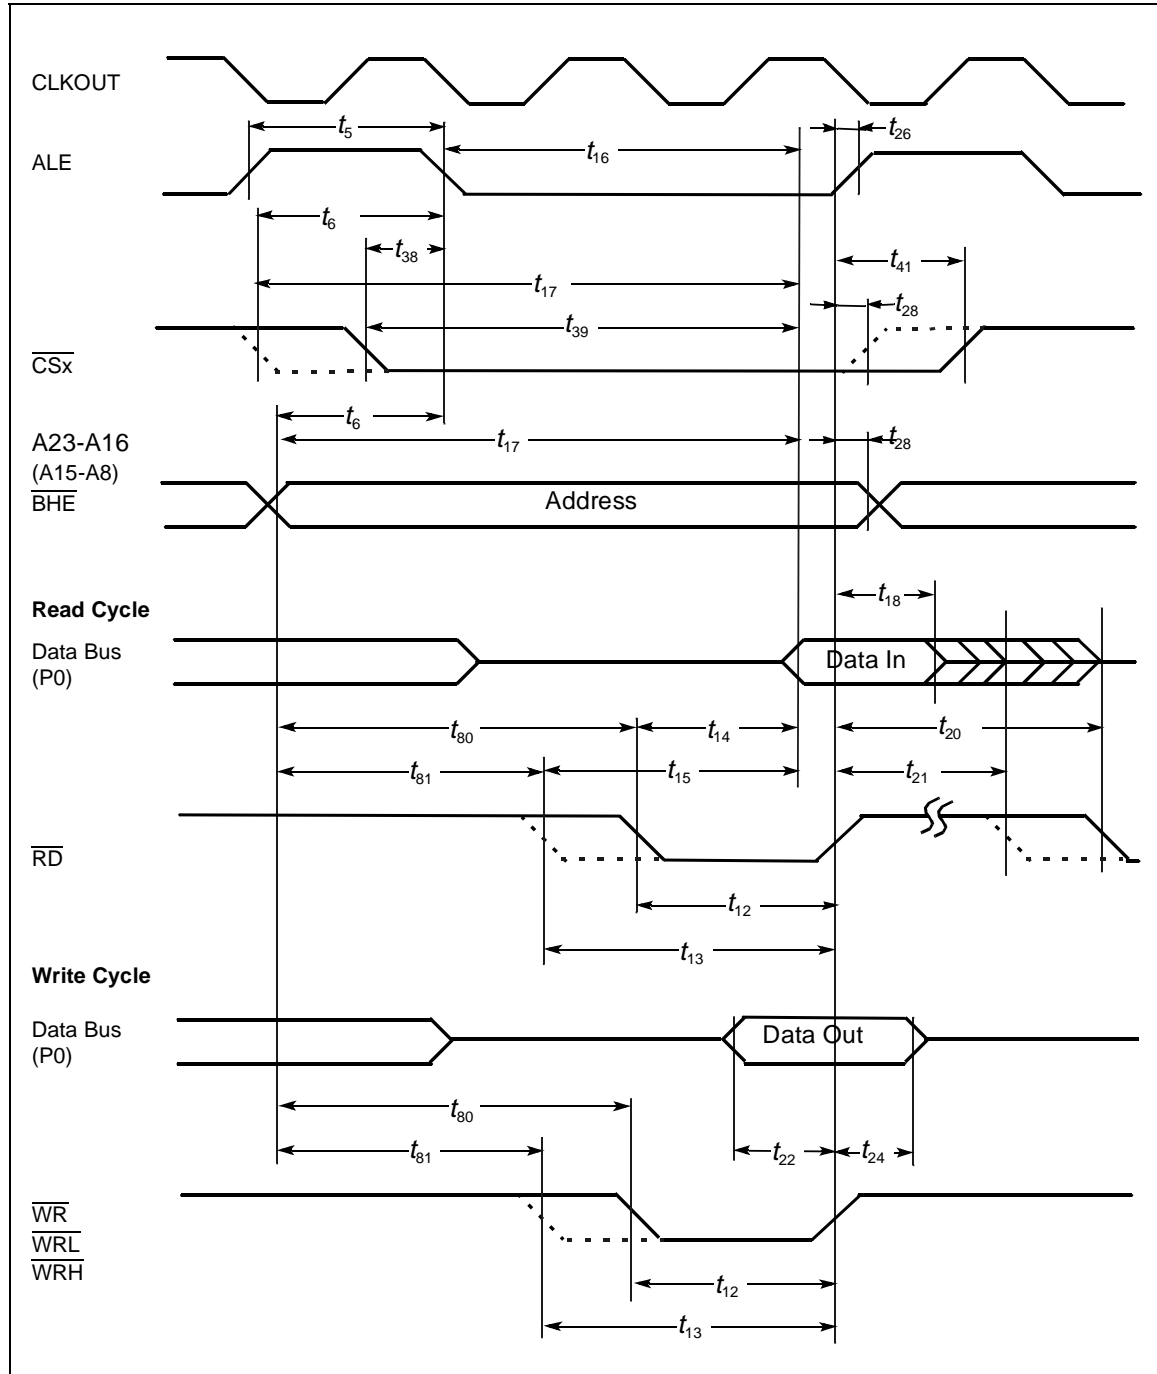 CLKOUT
t5
t26
ALE
t16
t6
t38
t41
t17
t28
t39
CSx
t6
A23-A16
t17
t28
(A15-A8)
BHE
Address
t18
Read Cycle
Data Bus
(P0)
Data In
t80
t14
t20
t81
t15
t21
RD
t12
t13
Write Cycle
Data Bus
(P0)
Data Out
t80
t81
t22
t24
WR
WRL
WRH
t12
t13